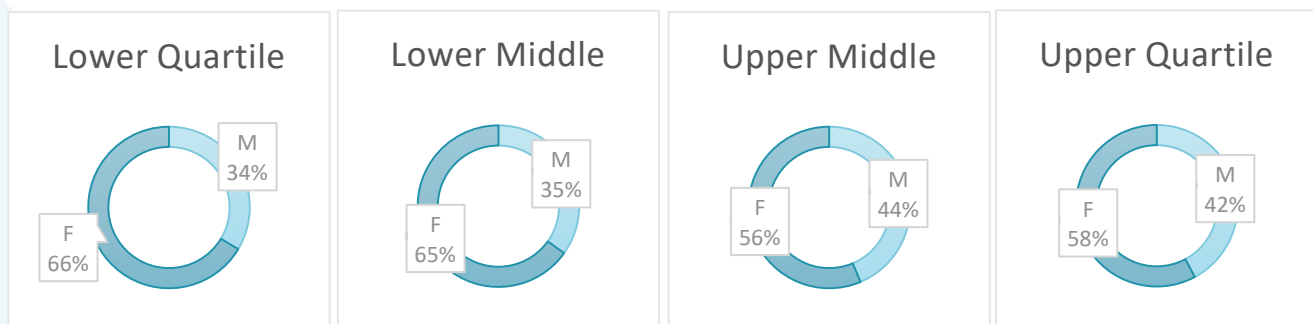 Lower Quartile
M
34%
F
66%
Lower Middle
M
35%
F
65%
Upper Middle
M
44%
F
56%
Upper Quartile
M
42%
F
58%